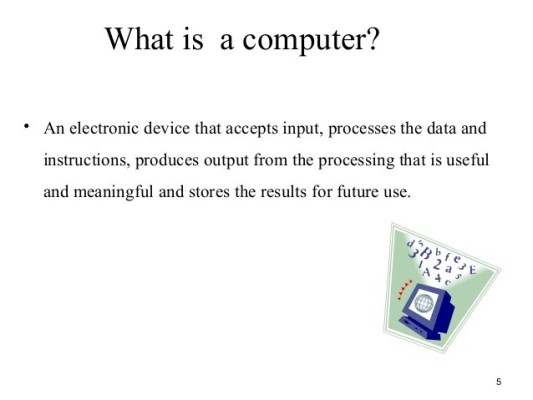 What is a computer?
• An electronic device that accepts input, processes the data and
instructions, produces output from the processing that is useful
and meaningful and stores the results for future use.
5